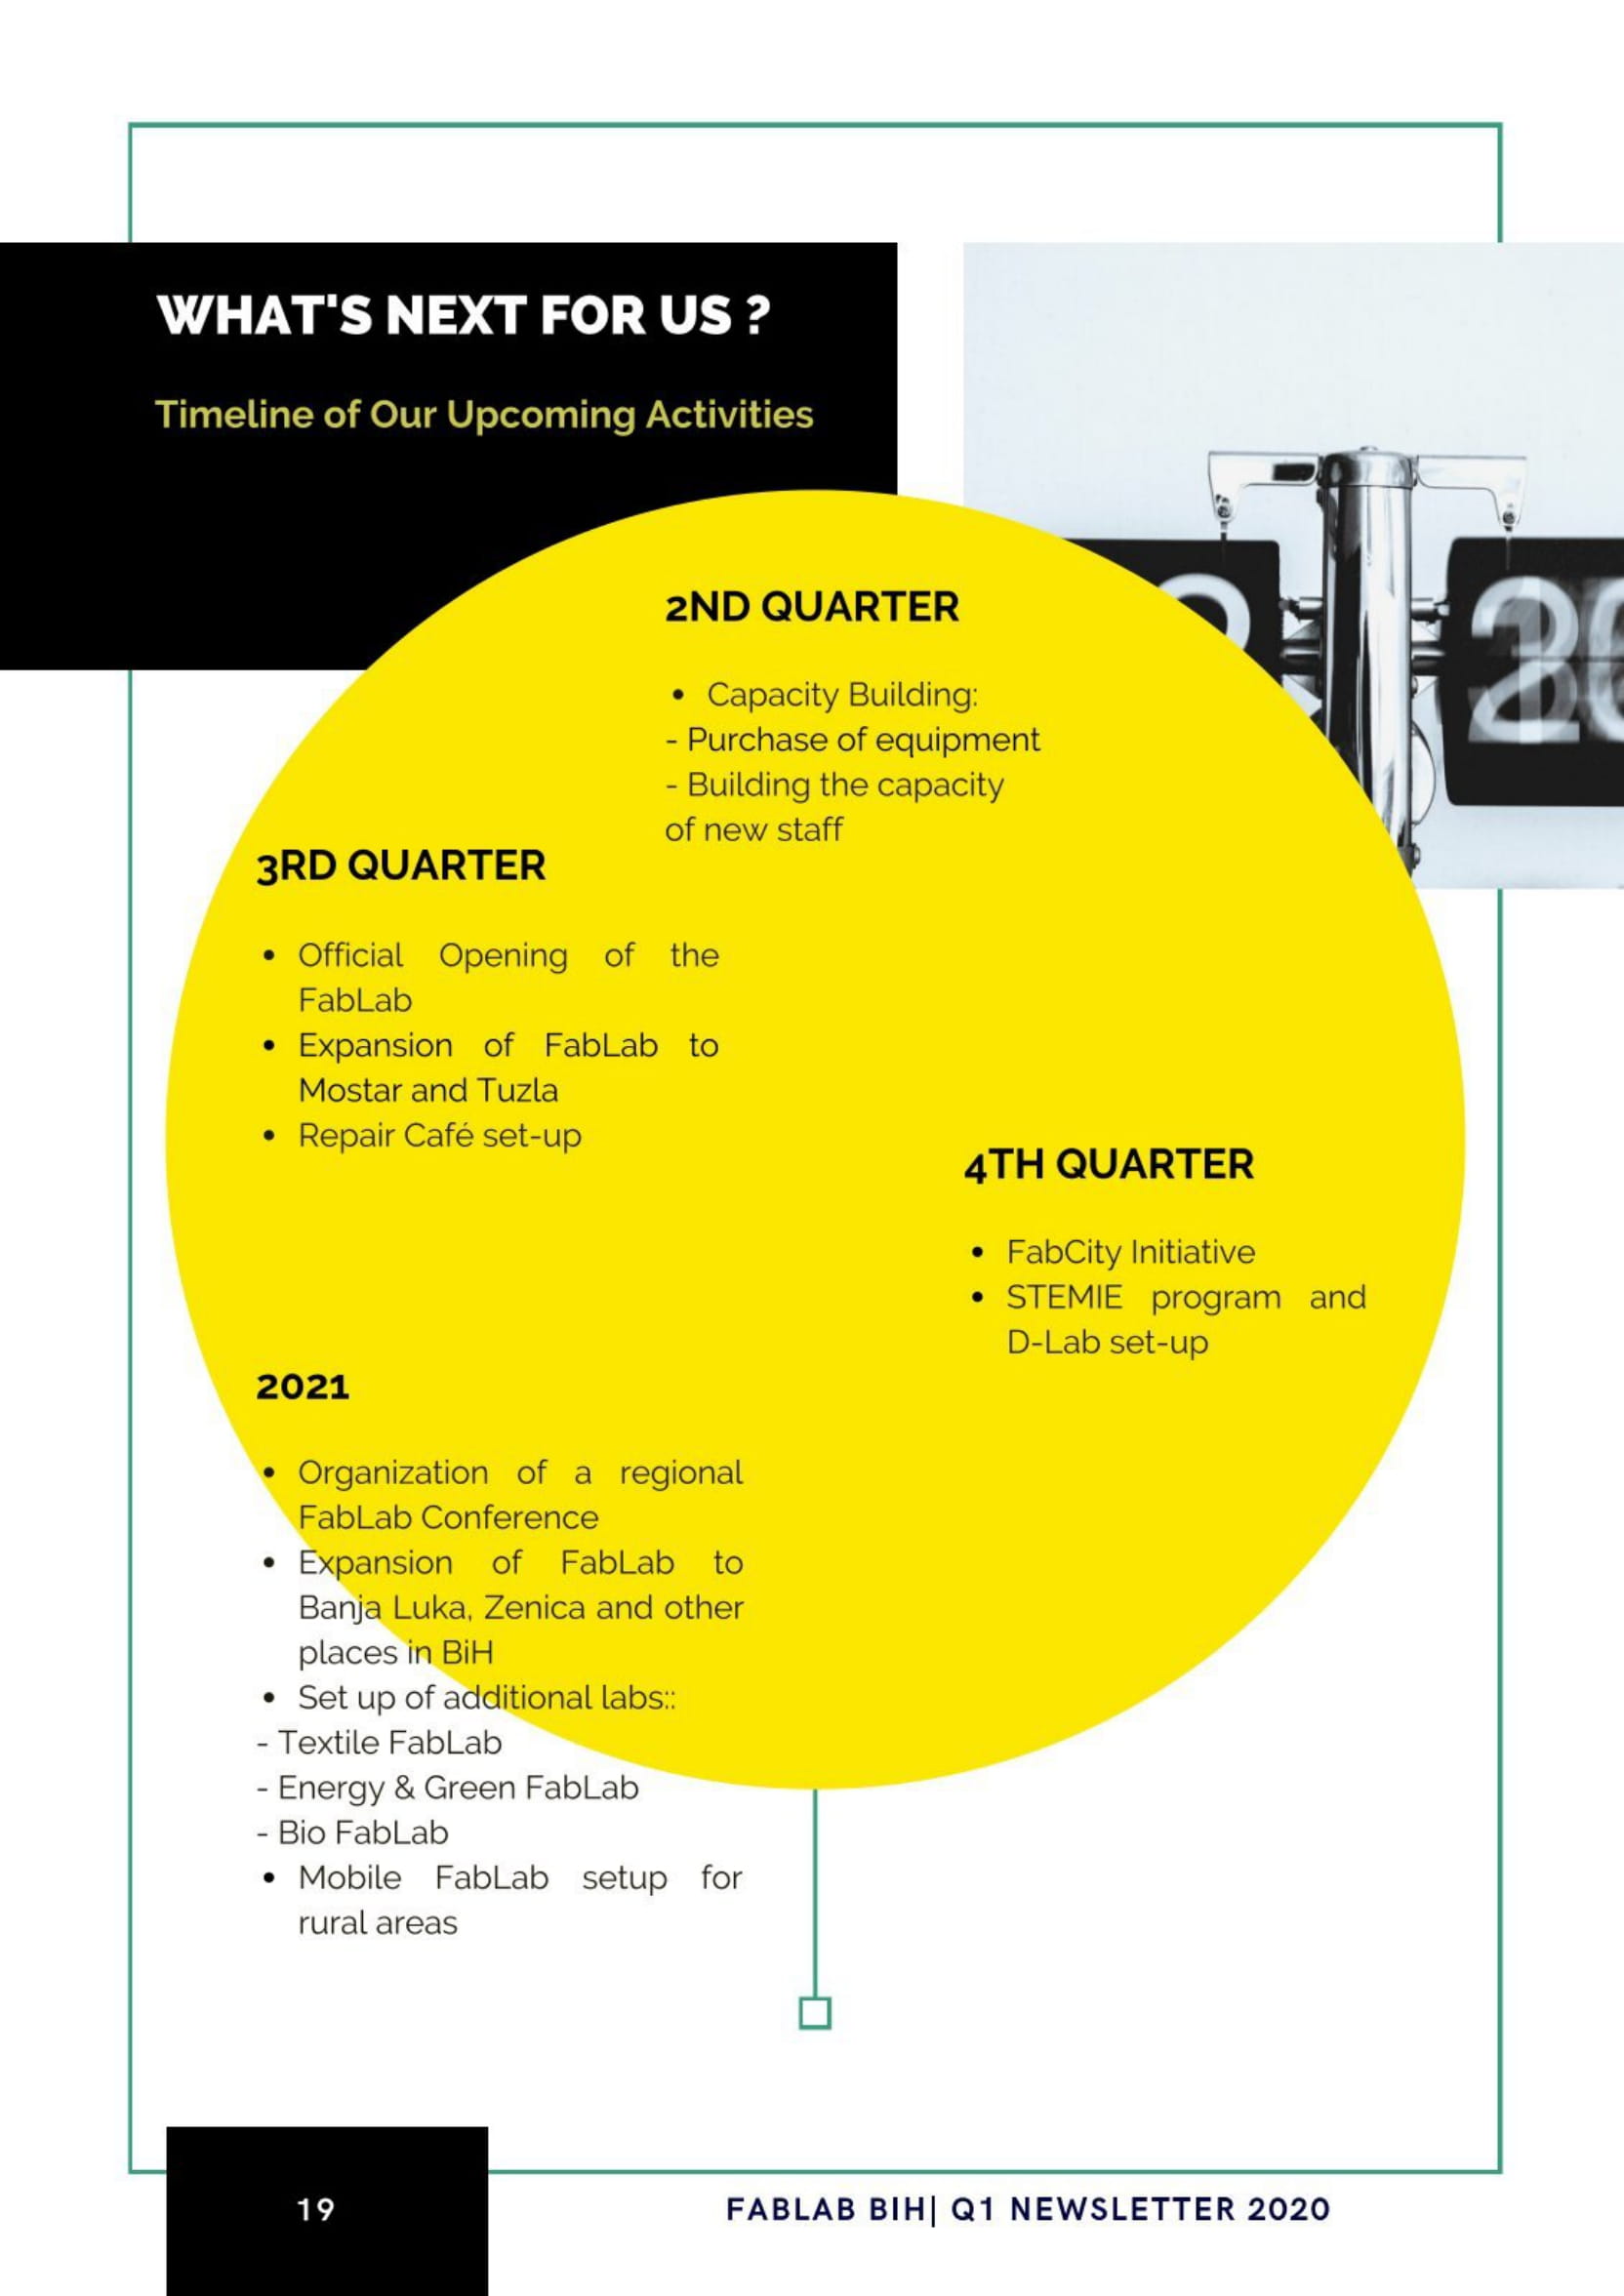 WHAT'S NEXT FOR US ?
Timeline of Our Upcoming Activities
2ND QUARTER
• Capacity Building:
- Purchase of equipment
- Building the capacity
of new staff
3RD QUARTER
• Official Opening of the
FabLab
• Expansion of FabLab to
Mostar and Tuzla
• Repair Café set-up
4TH QUARTER
• FabCity Initiative
• STEMIE program and
D-Lab set-up
2021
• Organization of a regional
FabLab Conference
• Expansion of FabLab to
Banja Luka, Zenica and other
places in BiH
• Set up of additional labs::
- Textile FabLab
- Energy & Green FabLab
- Bio FabLab
• Mobile FabLab setup for
rural areas
19
FABLAB BIH| Q1 NEWSLETTER 2020